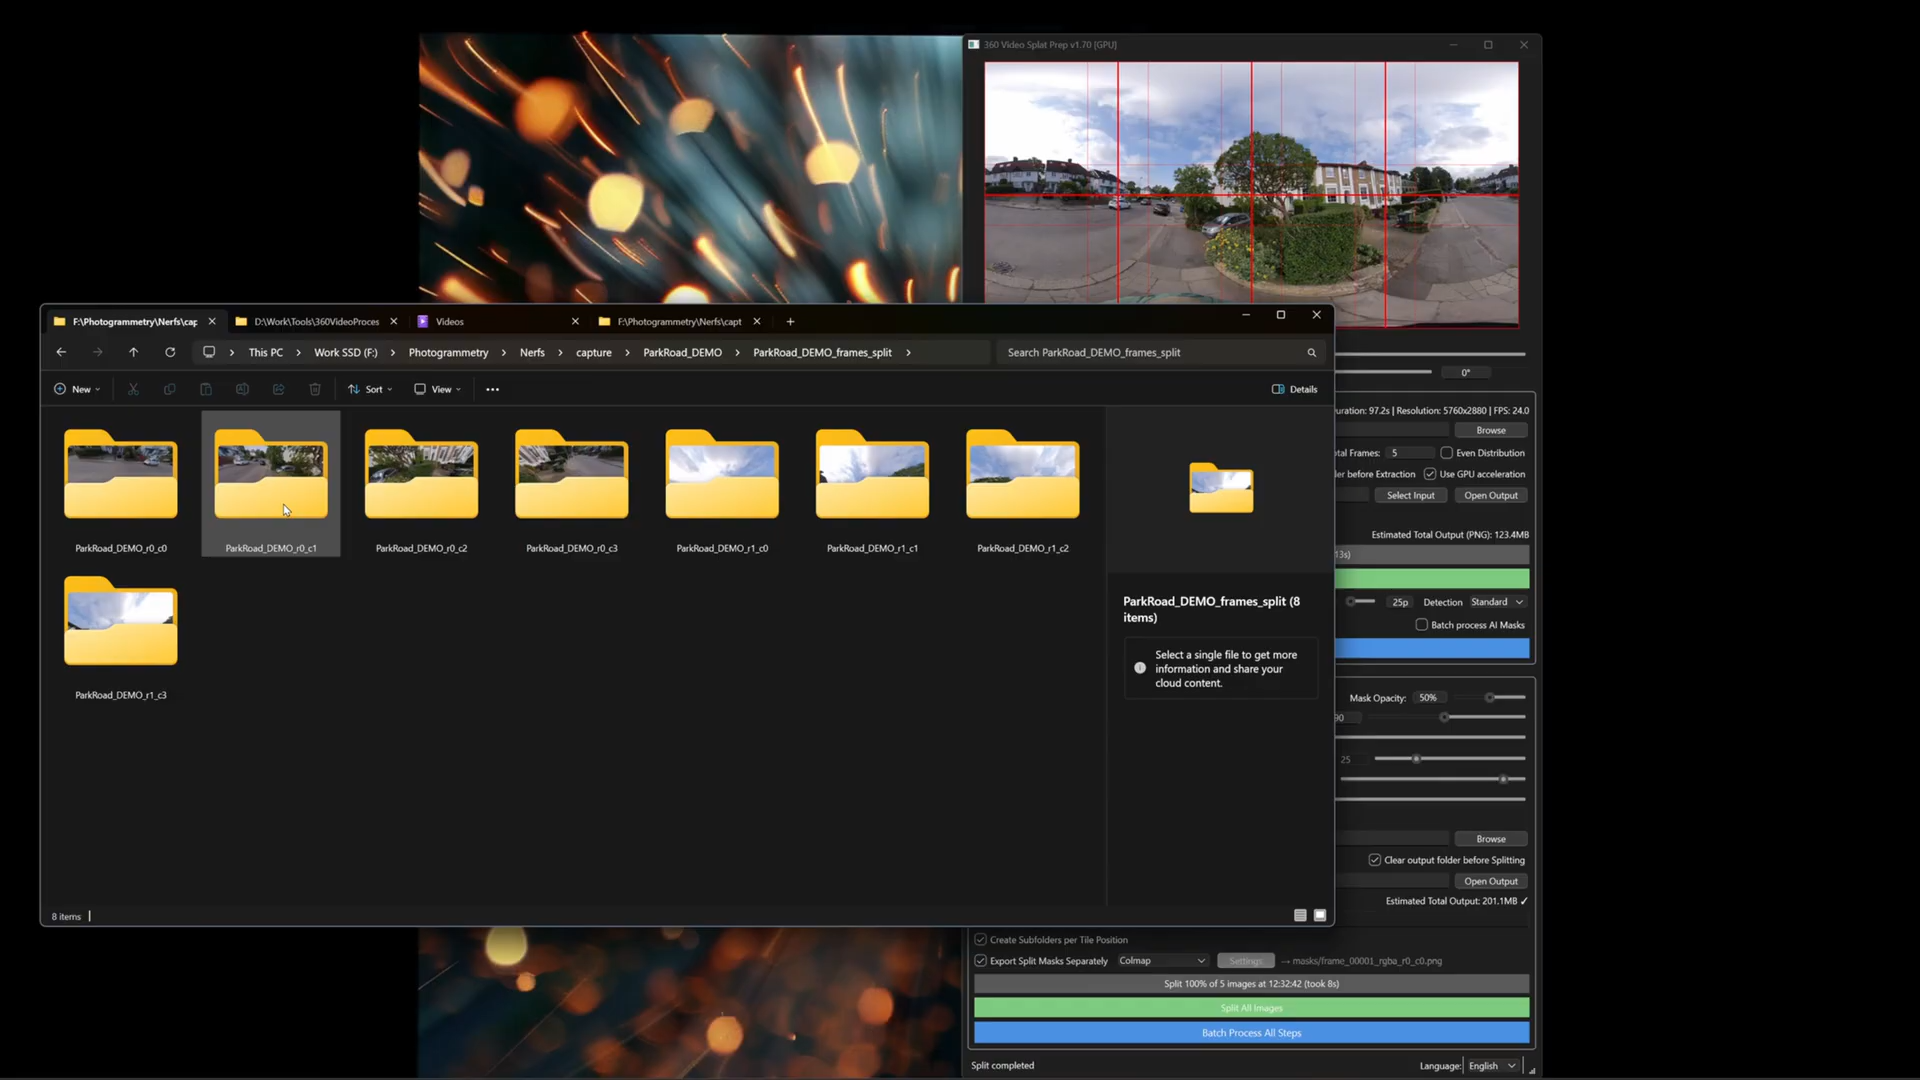 360 Video Splat Prep v1.70 [GPU]
F:\Photogrammetry\Nerfs\cap
D:\Work\Tools\360VideoProces
Videos
F:\Photogrammetry\Nerfs\capt
This PC
Work SSD (F:)
Photogrammetry
Nerfs
capture
ParkRoad_DEMO
ParkRoad_DEMO_frames_split
Search ParkRoad_DEMO_frames_split
0°
New
Sort
View
Details
uration: 97.2s | Resolution: 5760x2880 | FPS: 24.0
Browse
tal Frames: 5
Even Distribution
ler before Extraction
Use GPU acceleration
Select Input
Open Output
Estimated Total Output (PNG): 123.4MB
13s)
25p
Detection
Standard
Batch process AI Masks
ParkRoad_DEMO_r0_c0
ParkRoad_DEMO_r0_c1
ParkRoad_DEMO_r0_c2
ParkRoad_DEMO_r0_c3
ParkRoad_DEMO_r1_c0
ParkRoad_DEMO_r1_c1
ParkRoad_DEMO_r1_c2
ParkRoad_DEMO_r1_c3
ParkRoad_DEMO_frames_split (8
items)
Select a single file to get more
information and share your
cloud content.
Mask Opacity: 50%
90
25
Browse
Clear output folder before Splitting
Open Output
Estimated Total Output: 201.1MB ✓
8 items
Create Subfolders per Tile Position
Export Split Masks Separately
Colmap
Settings
→ masks/frame_00001_rgba_r0_c0.png
Split 100% of 5 images at 12:32:42 (took 8s)
Split All Images
Batch Process All Steps
Split completed
Language:
English